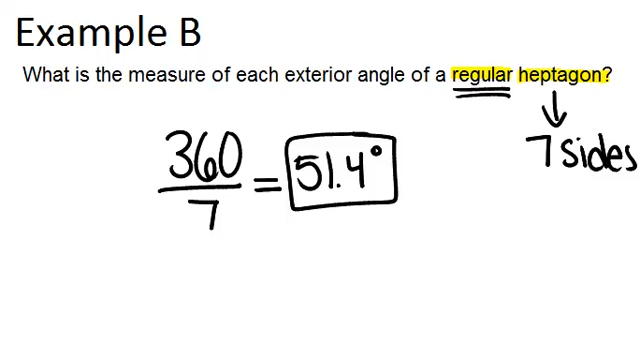 Example B
What is the measure of each exterior angle of a regular heptagon?
7 sides
360
7
= 51.4°